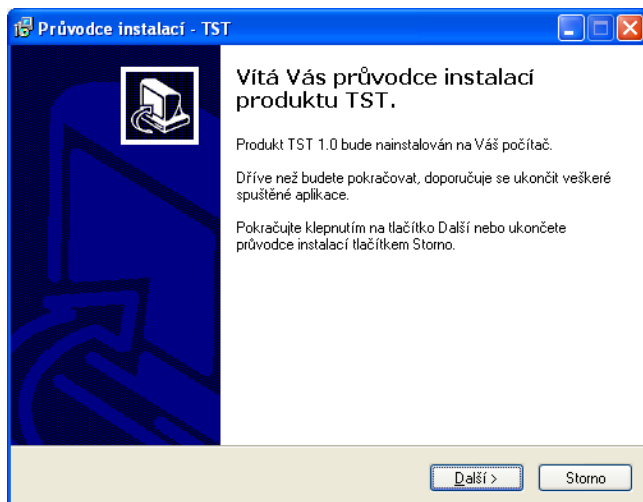 Průvodce instalací - TST
Vítá Vás průvodce instalací
produktu TST.
Produkt TST 1.0 bude nainstalován na Váš počítač.
Dříve než budete pokračovat, doporučuje se ukončit veškeré
spuštěné aplikace.
Pokračujte klepnutím na tlačítko Další nebo ukončete
průvodce instalací tlačítkem Storno.
Další >
Storno